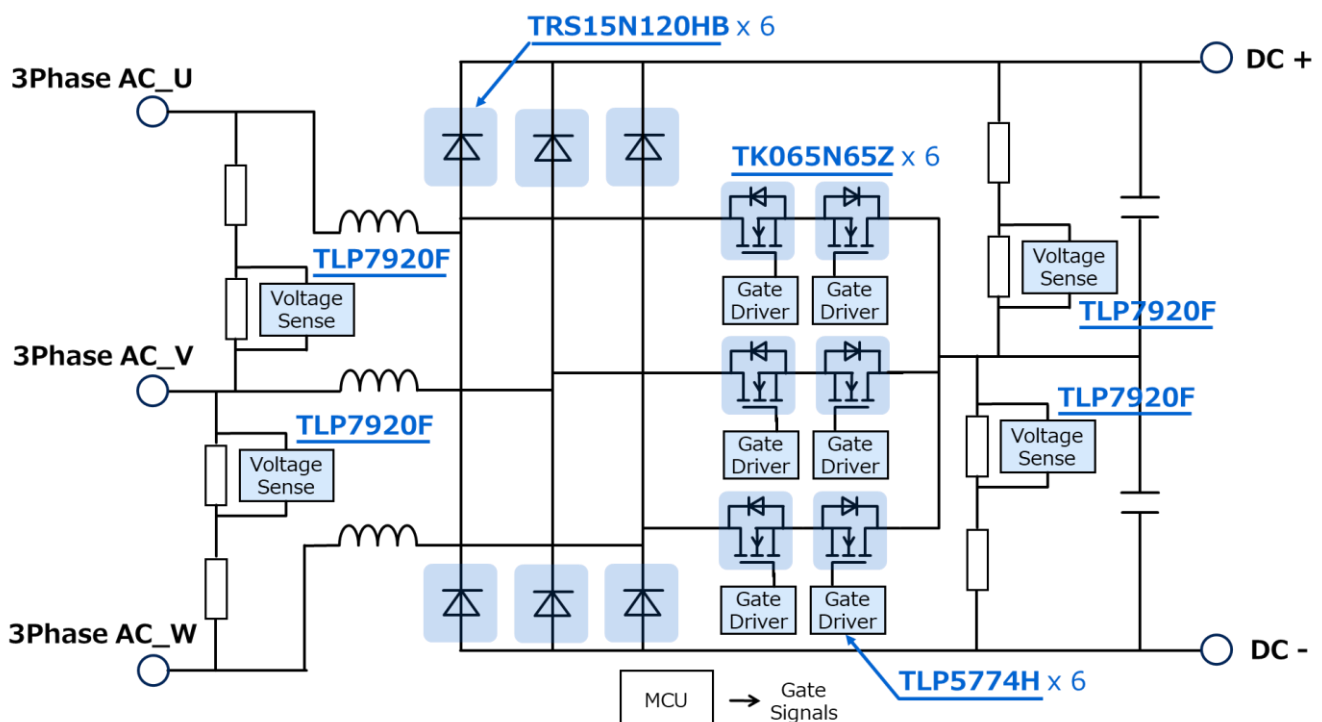 TRS15N120HB x 6
DC +
3Phase AC_U
TK065N65Z x 6
TLP7920F
Voltage
Sense
Gate
Driver
Gate
Driver
Voltage
Sense
TLP7920F
3Phase AC_V
TLP7920F
Voltage
Sense
Gate
Driver
Gate
Driver
TLP7920F
Voltage
Sense
Gate
Driver
Gate
Driver
3Phase AC_W
DC -
TLP5774H x 6
MCU
Gate
Signals